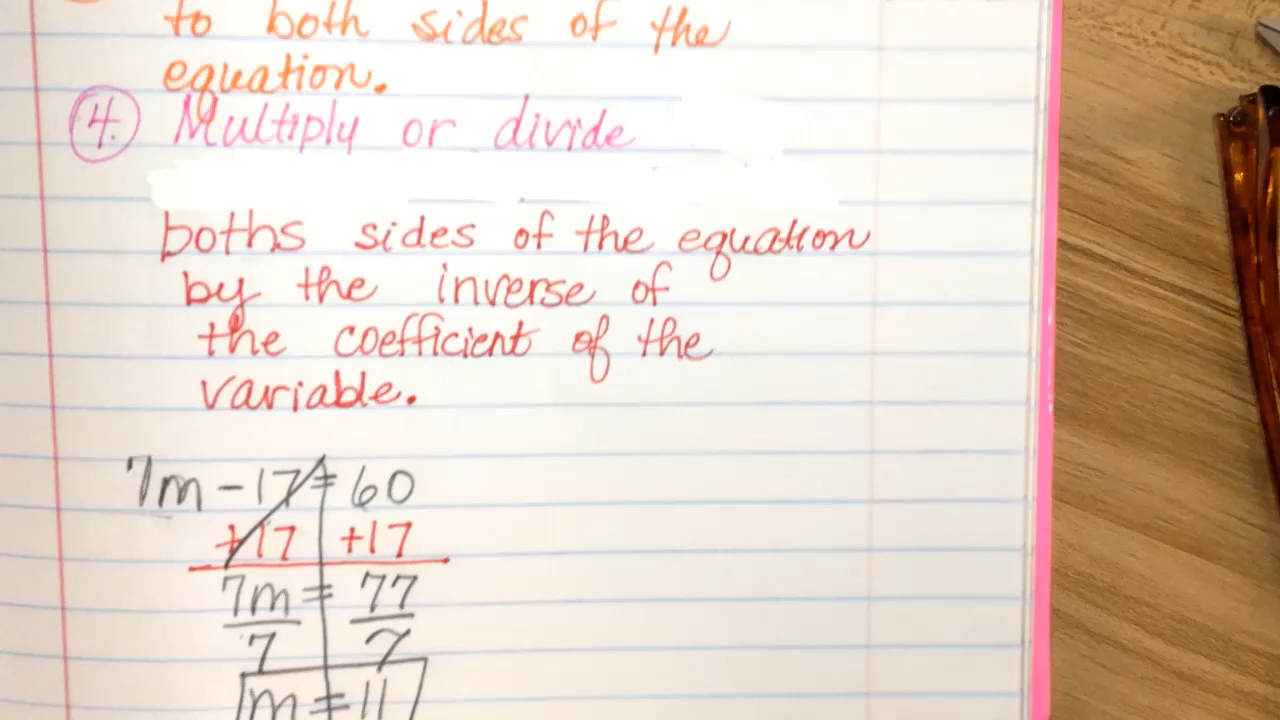 to both sides of the
equation.
4. Multiply or divide
boths sides of the equation
by the inverse of
the coefficient of the
variable.
7m - 17 = 60
+17 +17
7m = 77
7 7
m = 11